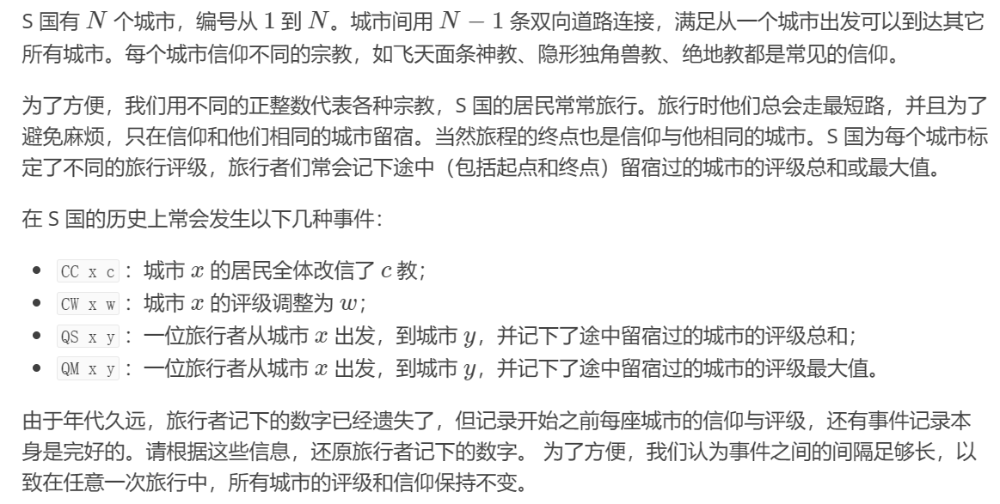 S 国有 N 个城市，编号从 1 到 N。城市间用 N − 1 条双向道路连接，满足从一个城市出发可以到达其它
所有城市。每个城市信仰不同的宗教，如飞天面条神教、隐形独角兽教、绝地教都是常见的信仰。
为了方便，我们用不同的正整数代表各种宗教，S 国的居民常常旅行。旅行时他们总会走最短路，并且为了
避免麻烦，只在信仰和他们相同的城市留宿。当然旅程的终点也是信仰与他相同的城市。S 国为每个城市标
定了不同的旅行评级，旅行者们常会记下途中（包括起点和终点）留宿过的城市的评级总和或最大值。
在 S 国的历史上常会发生以下几种事件：
• CC x c ：城市 x 的居民全体改信了 c 教；
• CW x w ：城市 x 的评级调整为 w；
• QS x y ：一位旅行者从城市 x 出发，到城市 y，并记下了途中留宿过的城市的评级总和；
• QM x y ：一位旅行者从城市 x 出发，到城市 y，并记下了途中留宿过的城市的评级最大值。
由于年代久远，旅行者记下的数字已经遗失了，但记录开始之前每座城市的信仰与评级，还有事件记录本
身是完好的。请根据这些信息，还原旅行者记下的数字。 为了方便，我们认为事件之间的间隔足够长，以
致在任意一次旅行中，所有城市的评级和信仰保持不变。